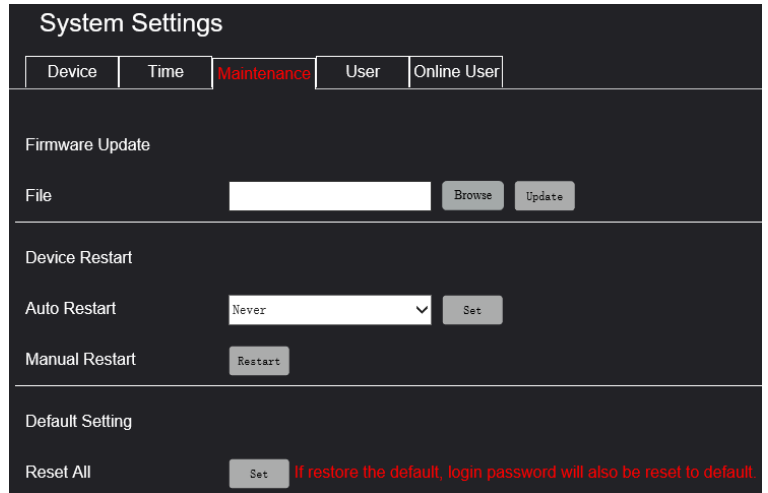 System Settings
Device Time Maintenance User Online User
Firmware Update
File Browse Update
Device Restart
Auto Restart Never Set
Manual Restart Restart
Default Setting
Reset All Set If restore the default, login password will also be reset to default.